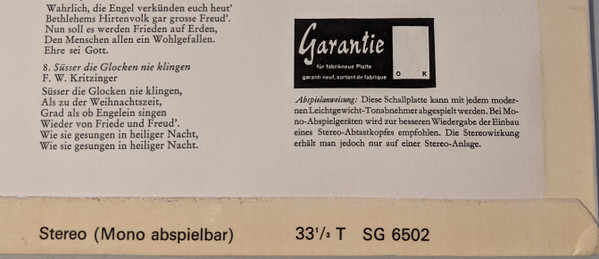 Wahrlich, die Engel verkünden euch heut'
Bethlehems Hirtenvolk gar grosse Freud'.
Nun soll es werden Frieden auf Erden,
Den Menschen allen ein Wohlgefallen.
Ehre sei Gott.
8. Süsser die Glocken nie klingen
F. W. Kritzinger
Süsser die Glocken nie klingen,
Als zu der Weihnachtszeit,
Grad als ob Engelein singen
Wieder von Friede und Freud'.
Wie sie gesungen in heiliger Nacht,
Wie sie gesungen in heiliger Nacht.
Garantie
für fabrikneue Platte
garanti neuf, sortant de fabrique
O K
Abspielanweisung: Diese Schallplatte kann mit jedem moder-
nen Leichtgewicht-Tonabnehmer abgespielt werden. Bei Mo-
no-Abspielgeräten wird zur besseren Wiedergabe der Einbau
eines Stereo-Abtastkopfes empfohlen. Die Stereowirkung
erhält man jedoch nur auf einer Stereo-Anlage.
Stereo (Mono abspielbar) 33 1/3 T SG 6502